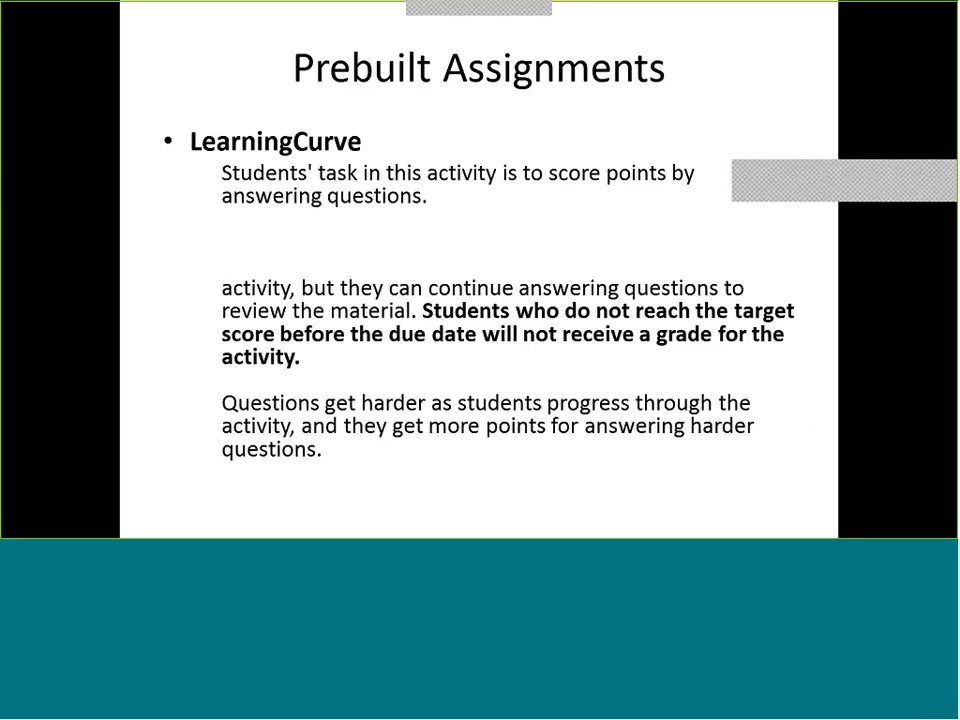 Prebuilt Assignments
• LearningCurve
Students' task in this activity is to score points by
answering questions.
activity, but they can continue answering questions to
review the material. Students who do not reach the target
score before the due date will not receive a grade for the
activity.
Questions get harder as students progress through the
activity, and they get more points for answering harder
questions.